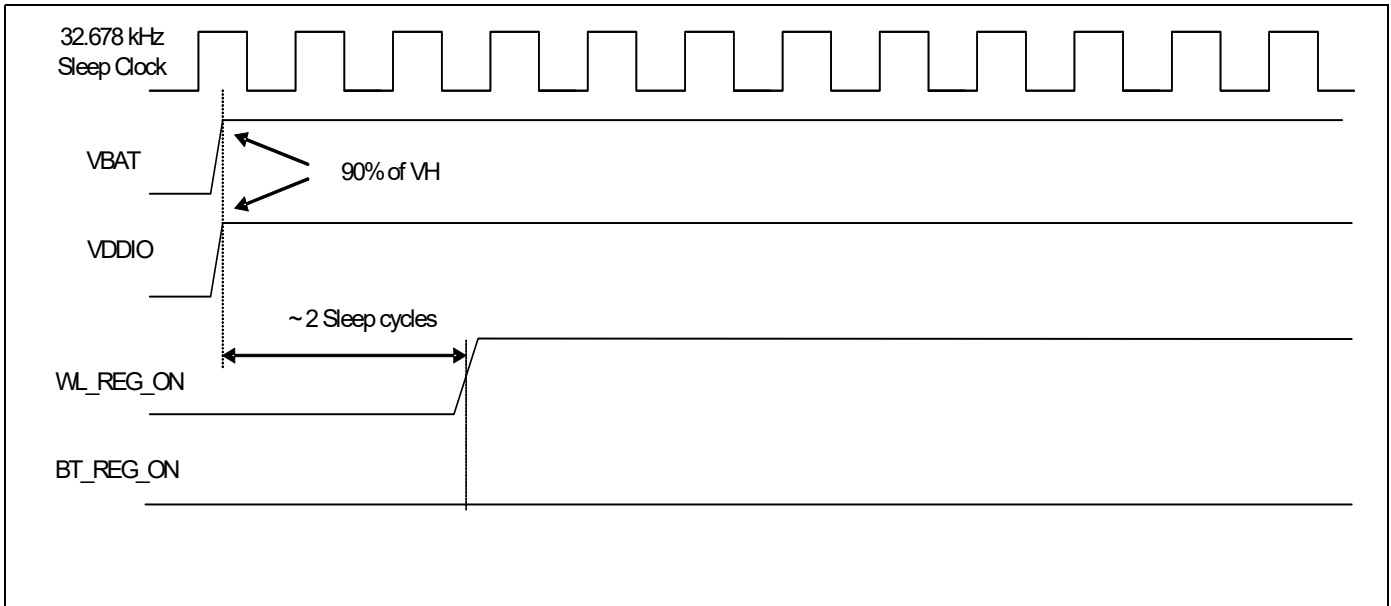 32.678 kHz
Sleep Clock
VBAT
90% of VH
VDDIO
~ 2 Sleep cycles
WL_REG_ON
BT_REG_ON